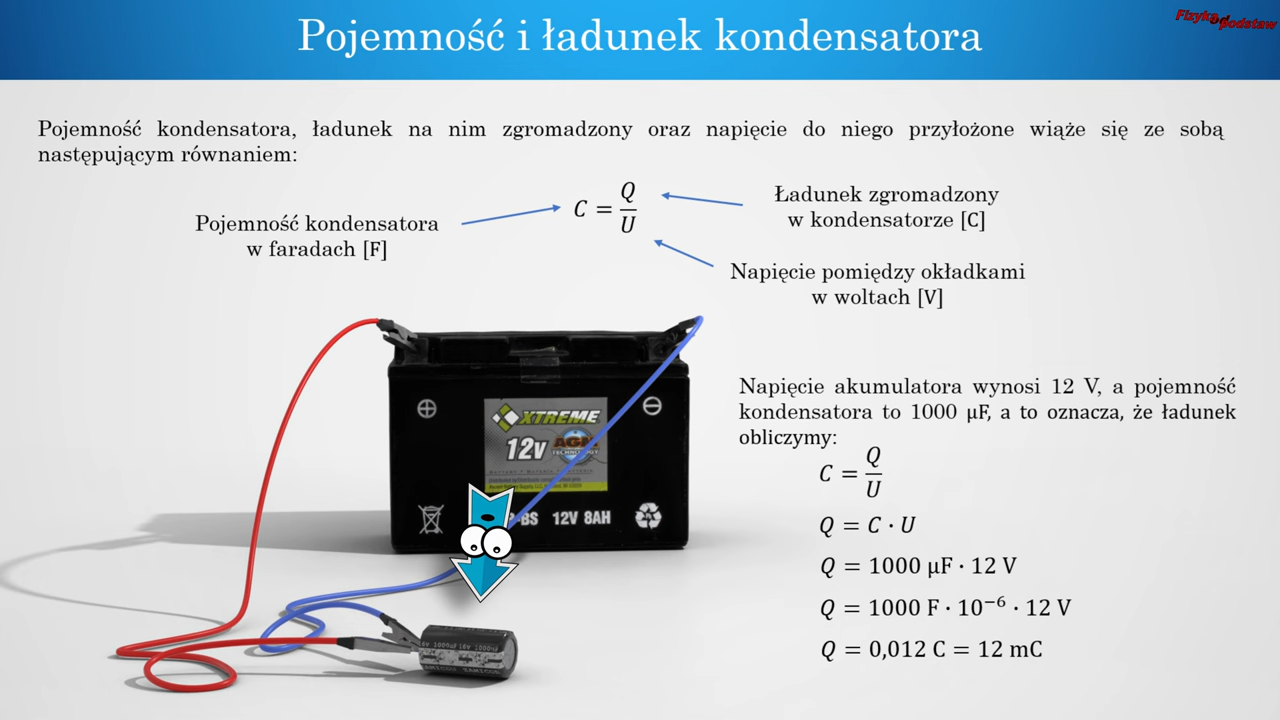 Pojemność i ładunek kondensatora
Fizyka od podstaw
Pojemność kondensatora, ładunek na nim zgromadzony oraz napięcie do niego przyłożone wiąże się ze sobą
następującym równaniem:
C = Q/U
Pojemność kondensatora
w faradach [F]
Ładunek zgromadzony
w kondensatorze [C]
Napięcie pomiędzy okładkami
w woltach [V]
XTREME
12v AGM
TECHNOLOGY
-BS 12V 8AH
Napięcie akumulatora wynosi 12 V, a pojemność
kondensatora to 1000 μF, a to oznacza, że ładunek
obliczymy:
C = Q/U
Q = C · U
Q = 1000 μF · 12 V
Q = 1000 F · 10⁻⁶ · 12 V
Q = 0,012 C = 12 mC